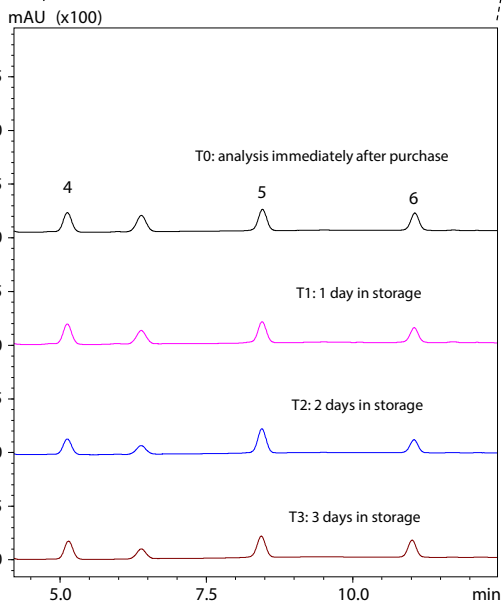 mAU (x100)
T0: analysis immediately after purchase
4
5
6
T1: 1 day in storage
T2: 2 days in storage
T3: 3 days in storage
5.0 7.5 10.0 min